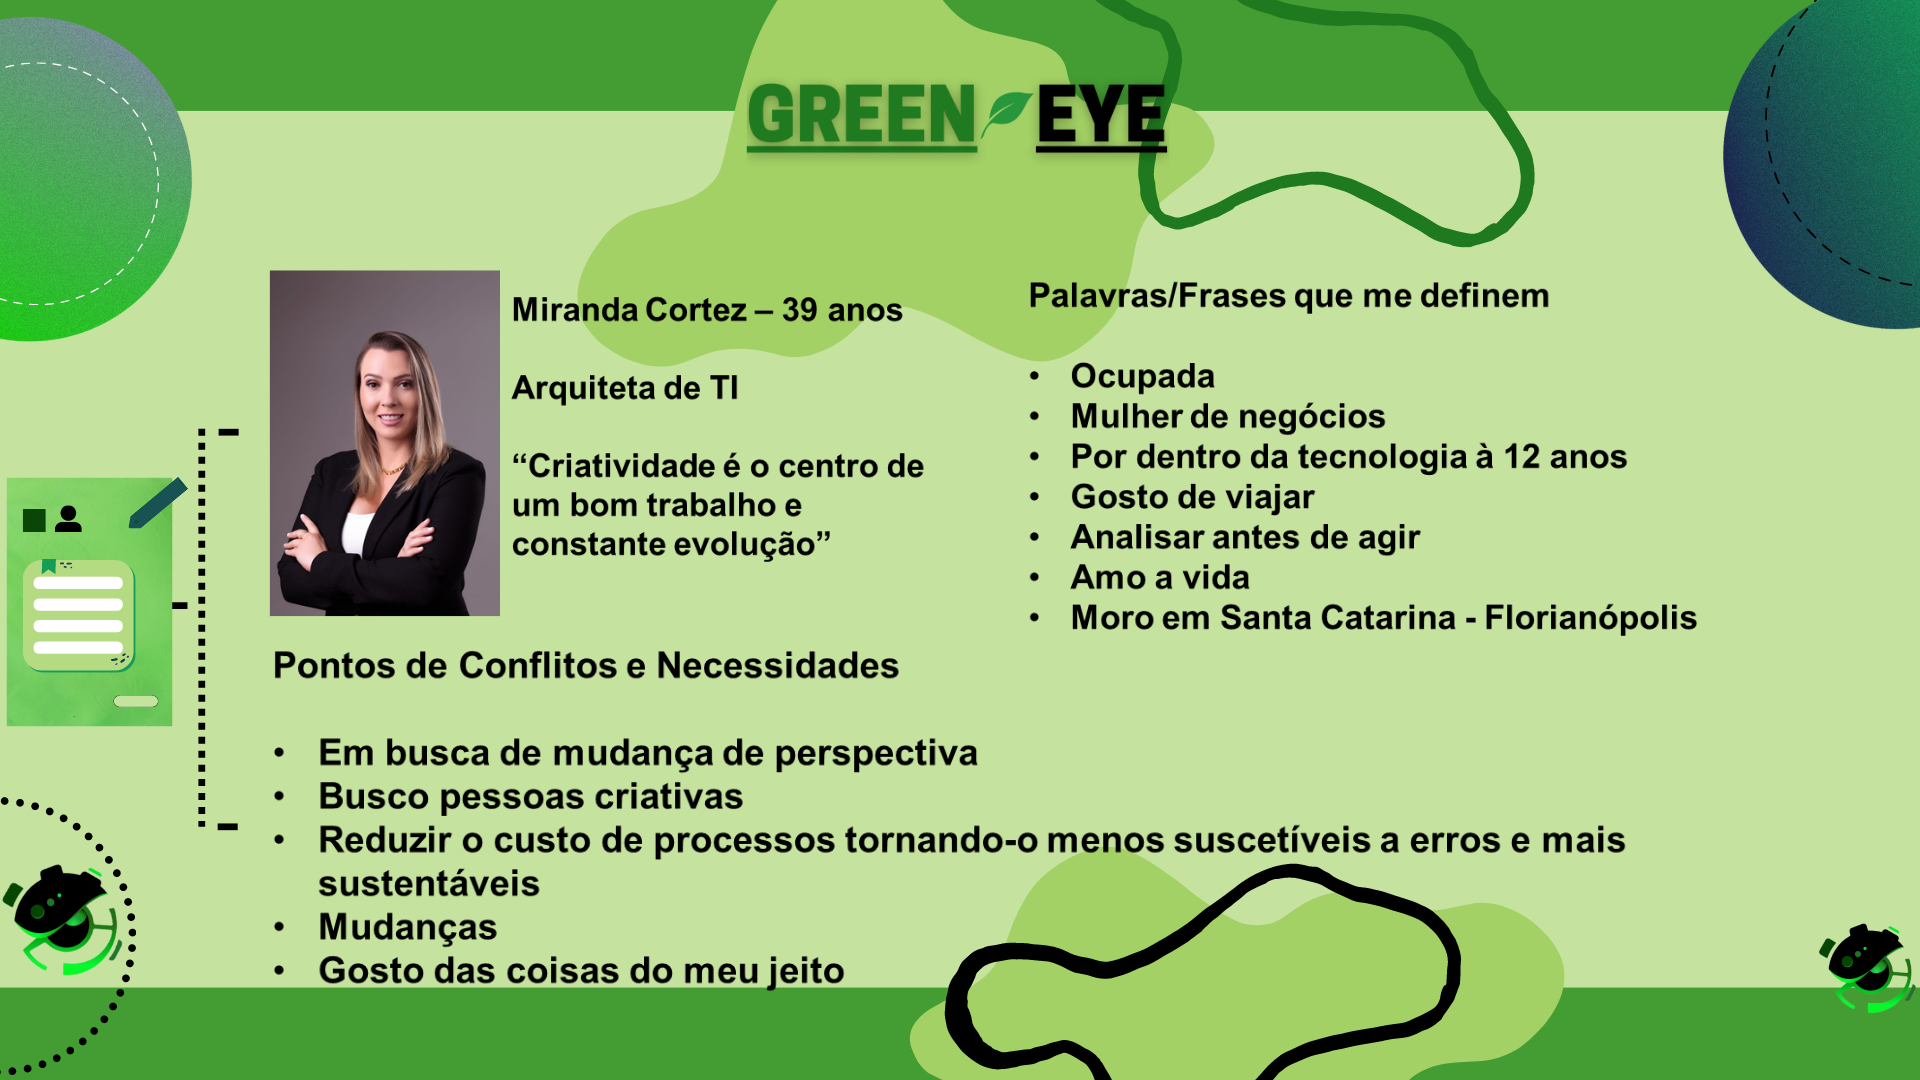 GREEN EYE
Miranda Cortez – 39 anos
Arquiteta de TI
“Criatividade é o centro de
um bom trabalho e
constante evolução”
Palavras/Frases que me definem
• Ocupada
• Mulher de negócios
• Por dentro da tecnologia à 12 anos
• Gosto de viajar
• Analisar antes de agir
• Amo a vida
• Moro em Santa Catarina - Florianópolis
Pontos de Conflitos e Necessidades
• Em busca de mudança de perspectiva
• Busco pessoas criativas
• Reduzir o custo de processos tornando-o menos suscetíveis a erros e mais
sustentáveis
• Mudanças
• Gosto das coisas do meu jeito